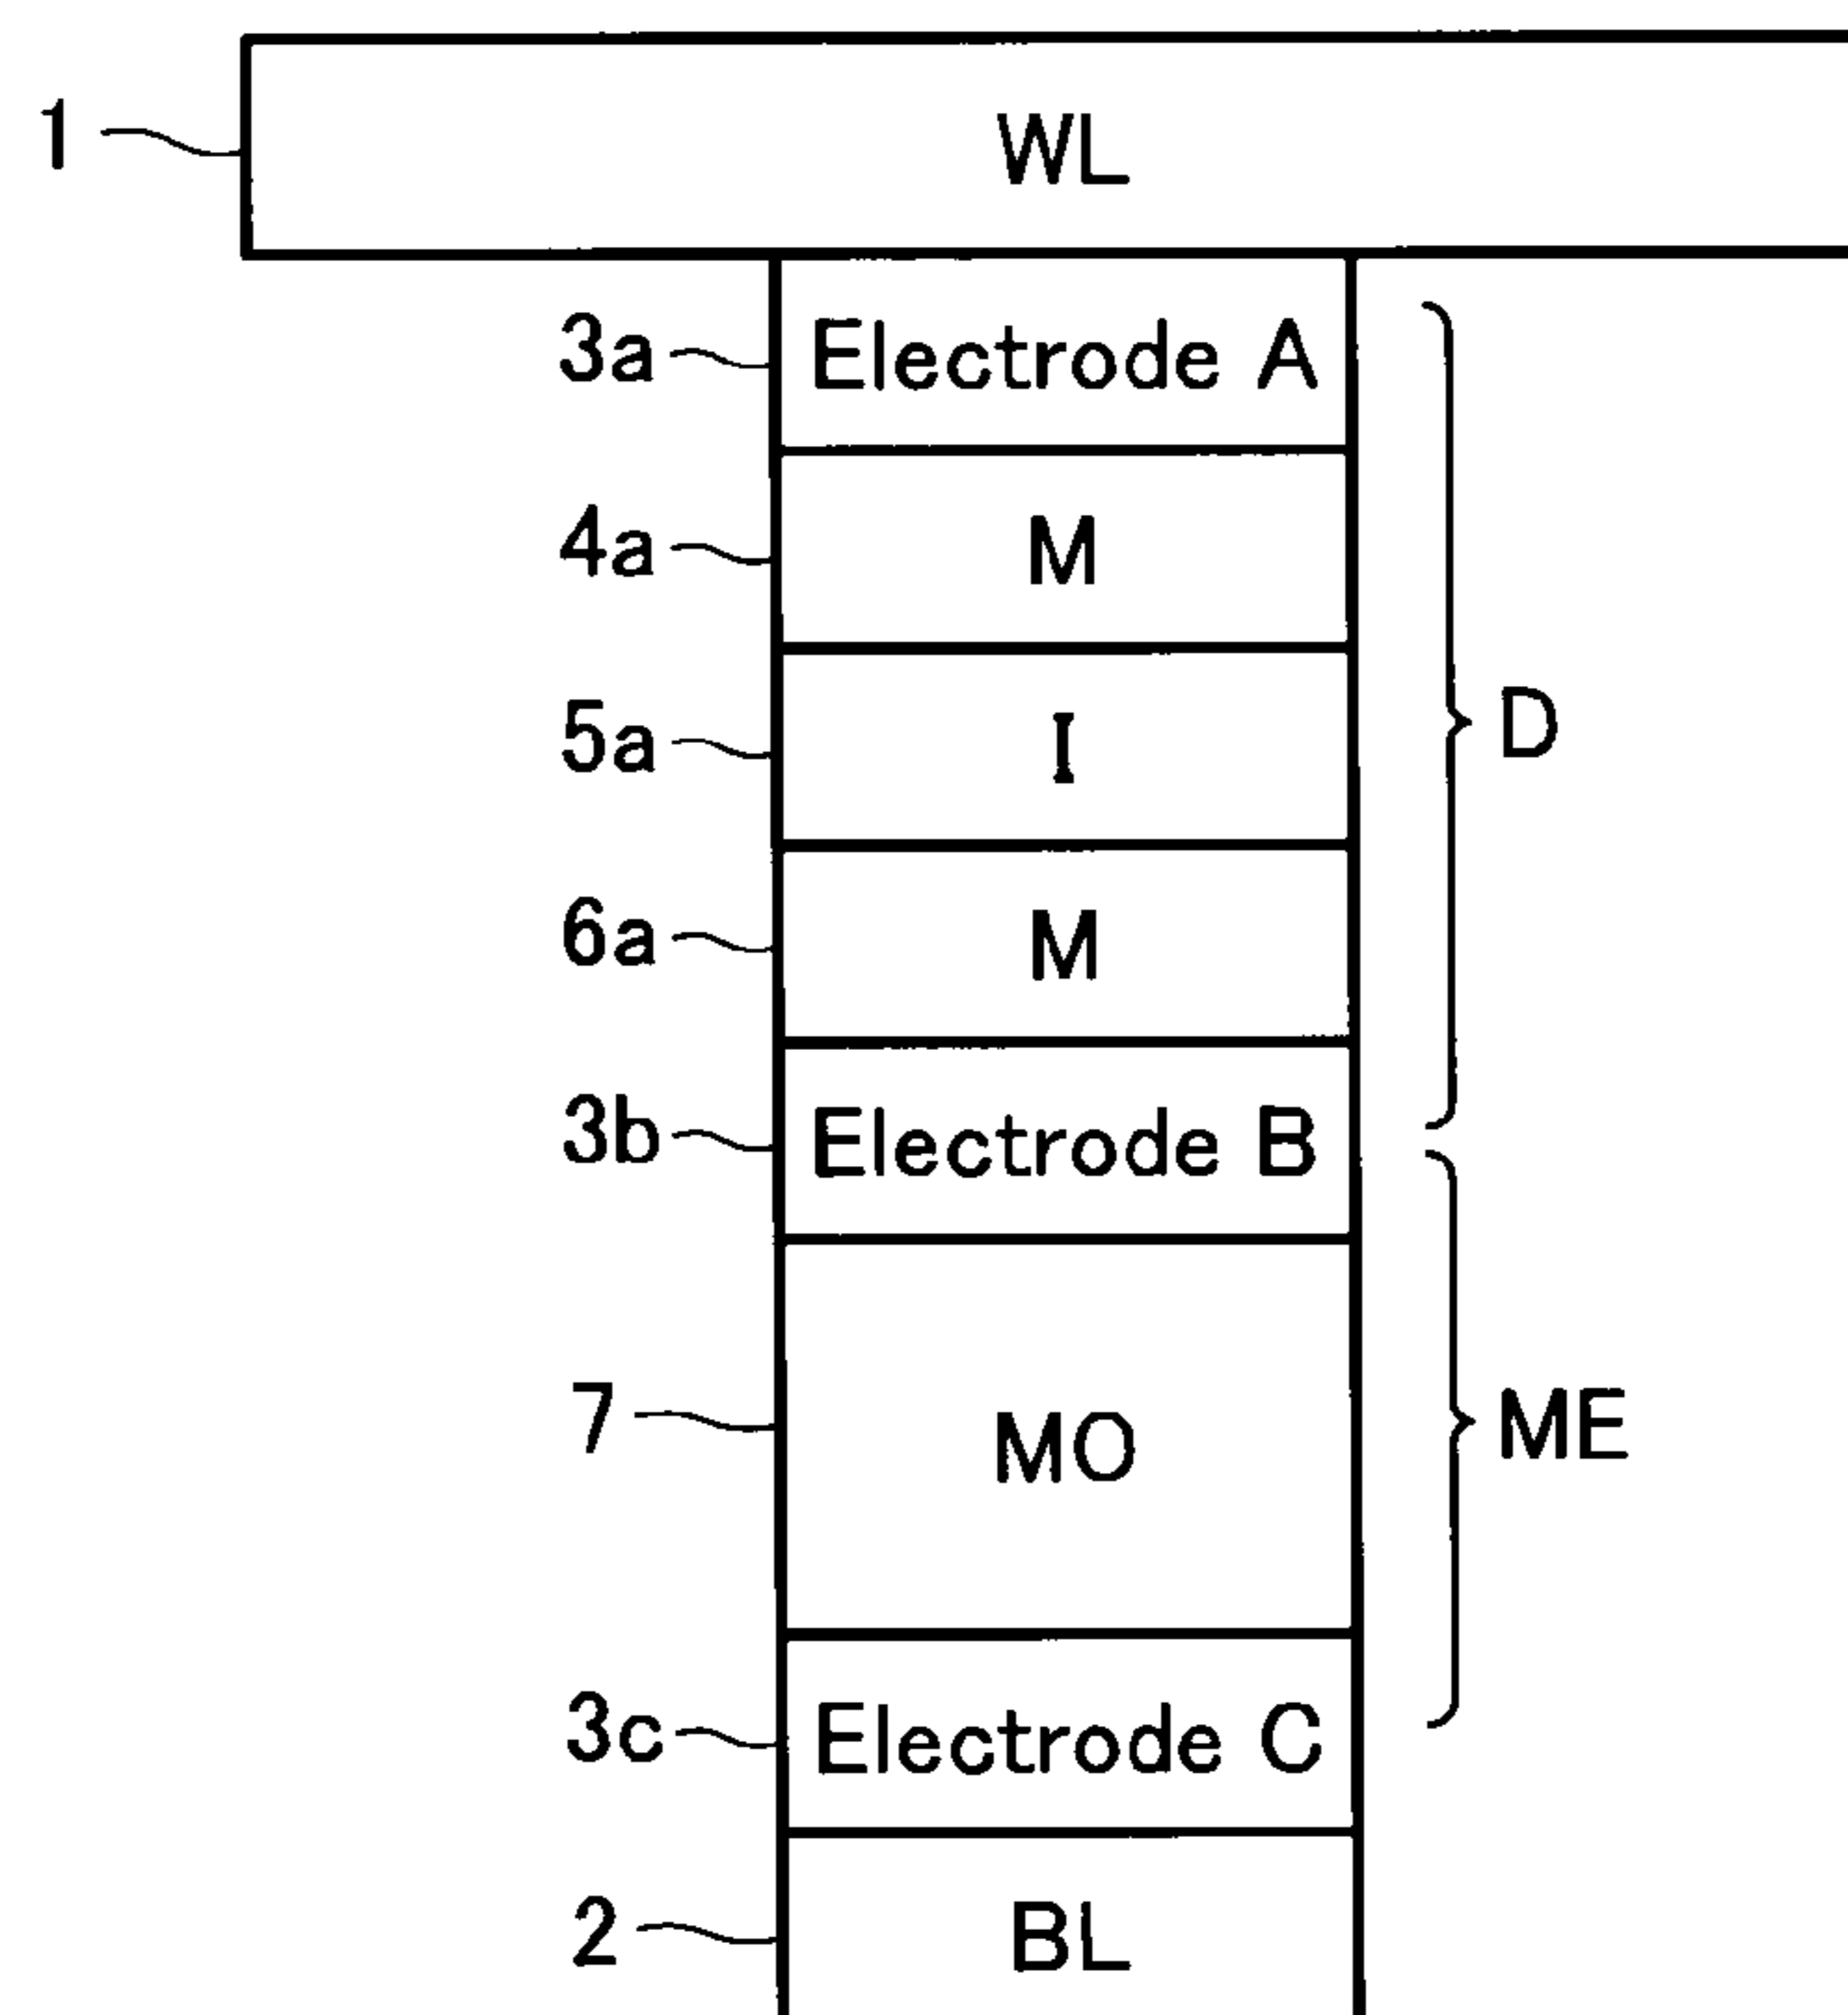 1 WL
3a Electrode A
4a M
5a I
D
6a M
3b Electrode B
7 MO
ME
3c Electrode C
2 BL